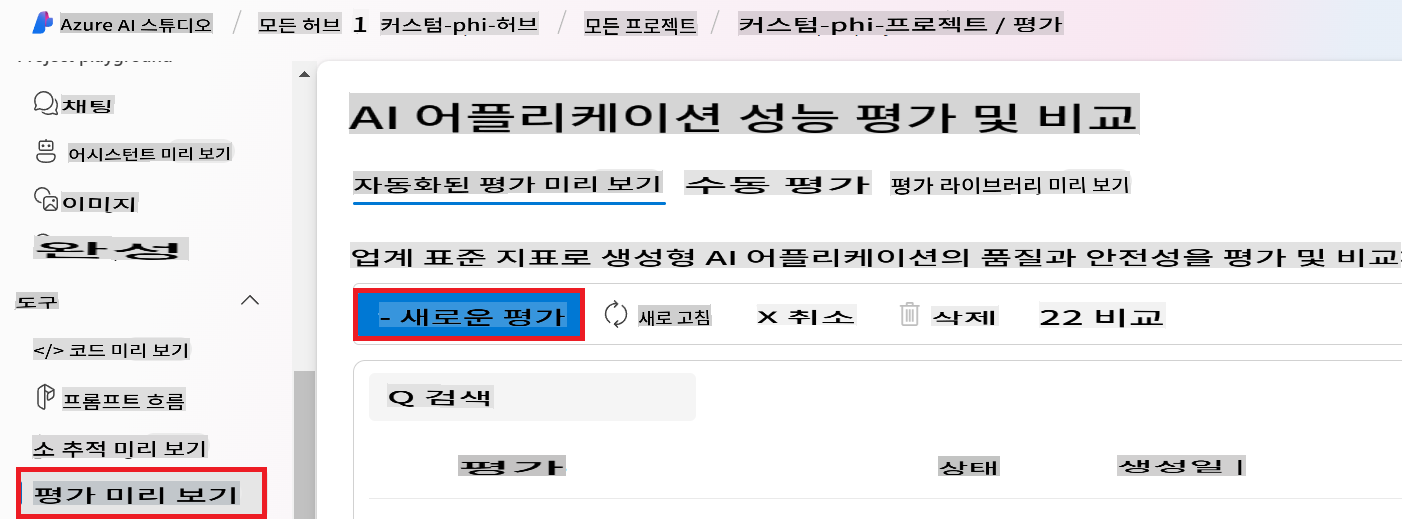 Azure AI 스튜디오 / 모든 허브 1 커스텀-phi-허브 / 모든 프로젝트 / 커스텀-phi-프로젝트 / 평가
Project playground
채팅
어시스턴트 미리 보기
이미지
완성
도구
</> 코드 미리 보기
프롬프트 흐름
소 추적 미리 보기
평가 미리 보기
AI 어플리케이션 성능 평가 및 비교
자동화된 평가 미리 보기 수동 평가 평가 라이브러리 미리 보기
업계 표준 지표로 생성형 AI 어플리케이션의 품질과 안전성을 평가 및 비교
- 새로운 평가 새로 고침 X 취소 삭제 22 비교
Q 검색
평가 상태 생성일 |